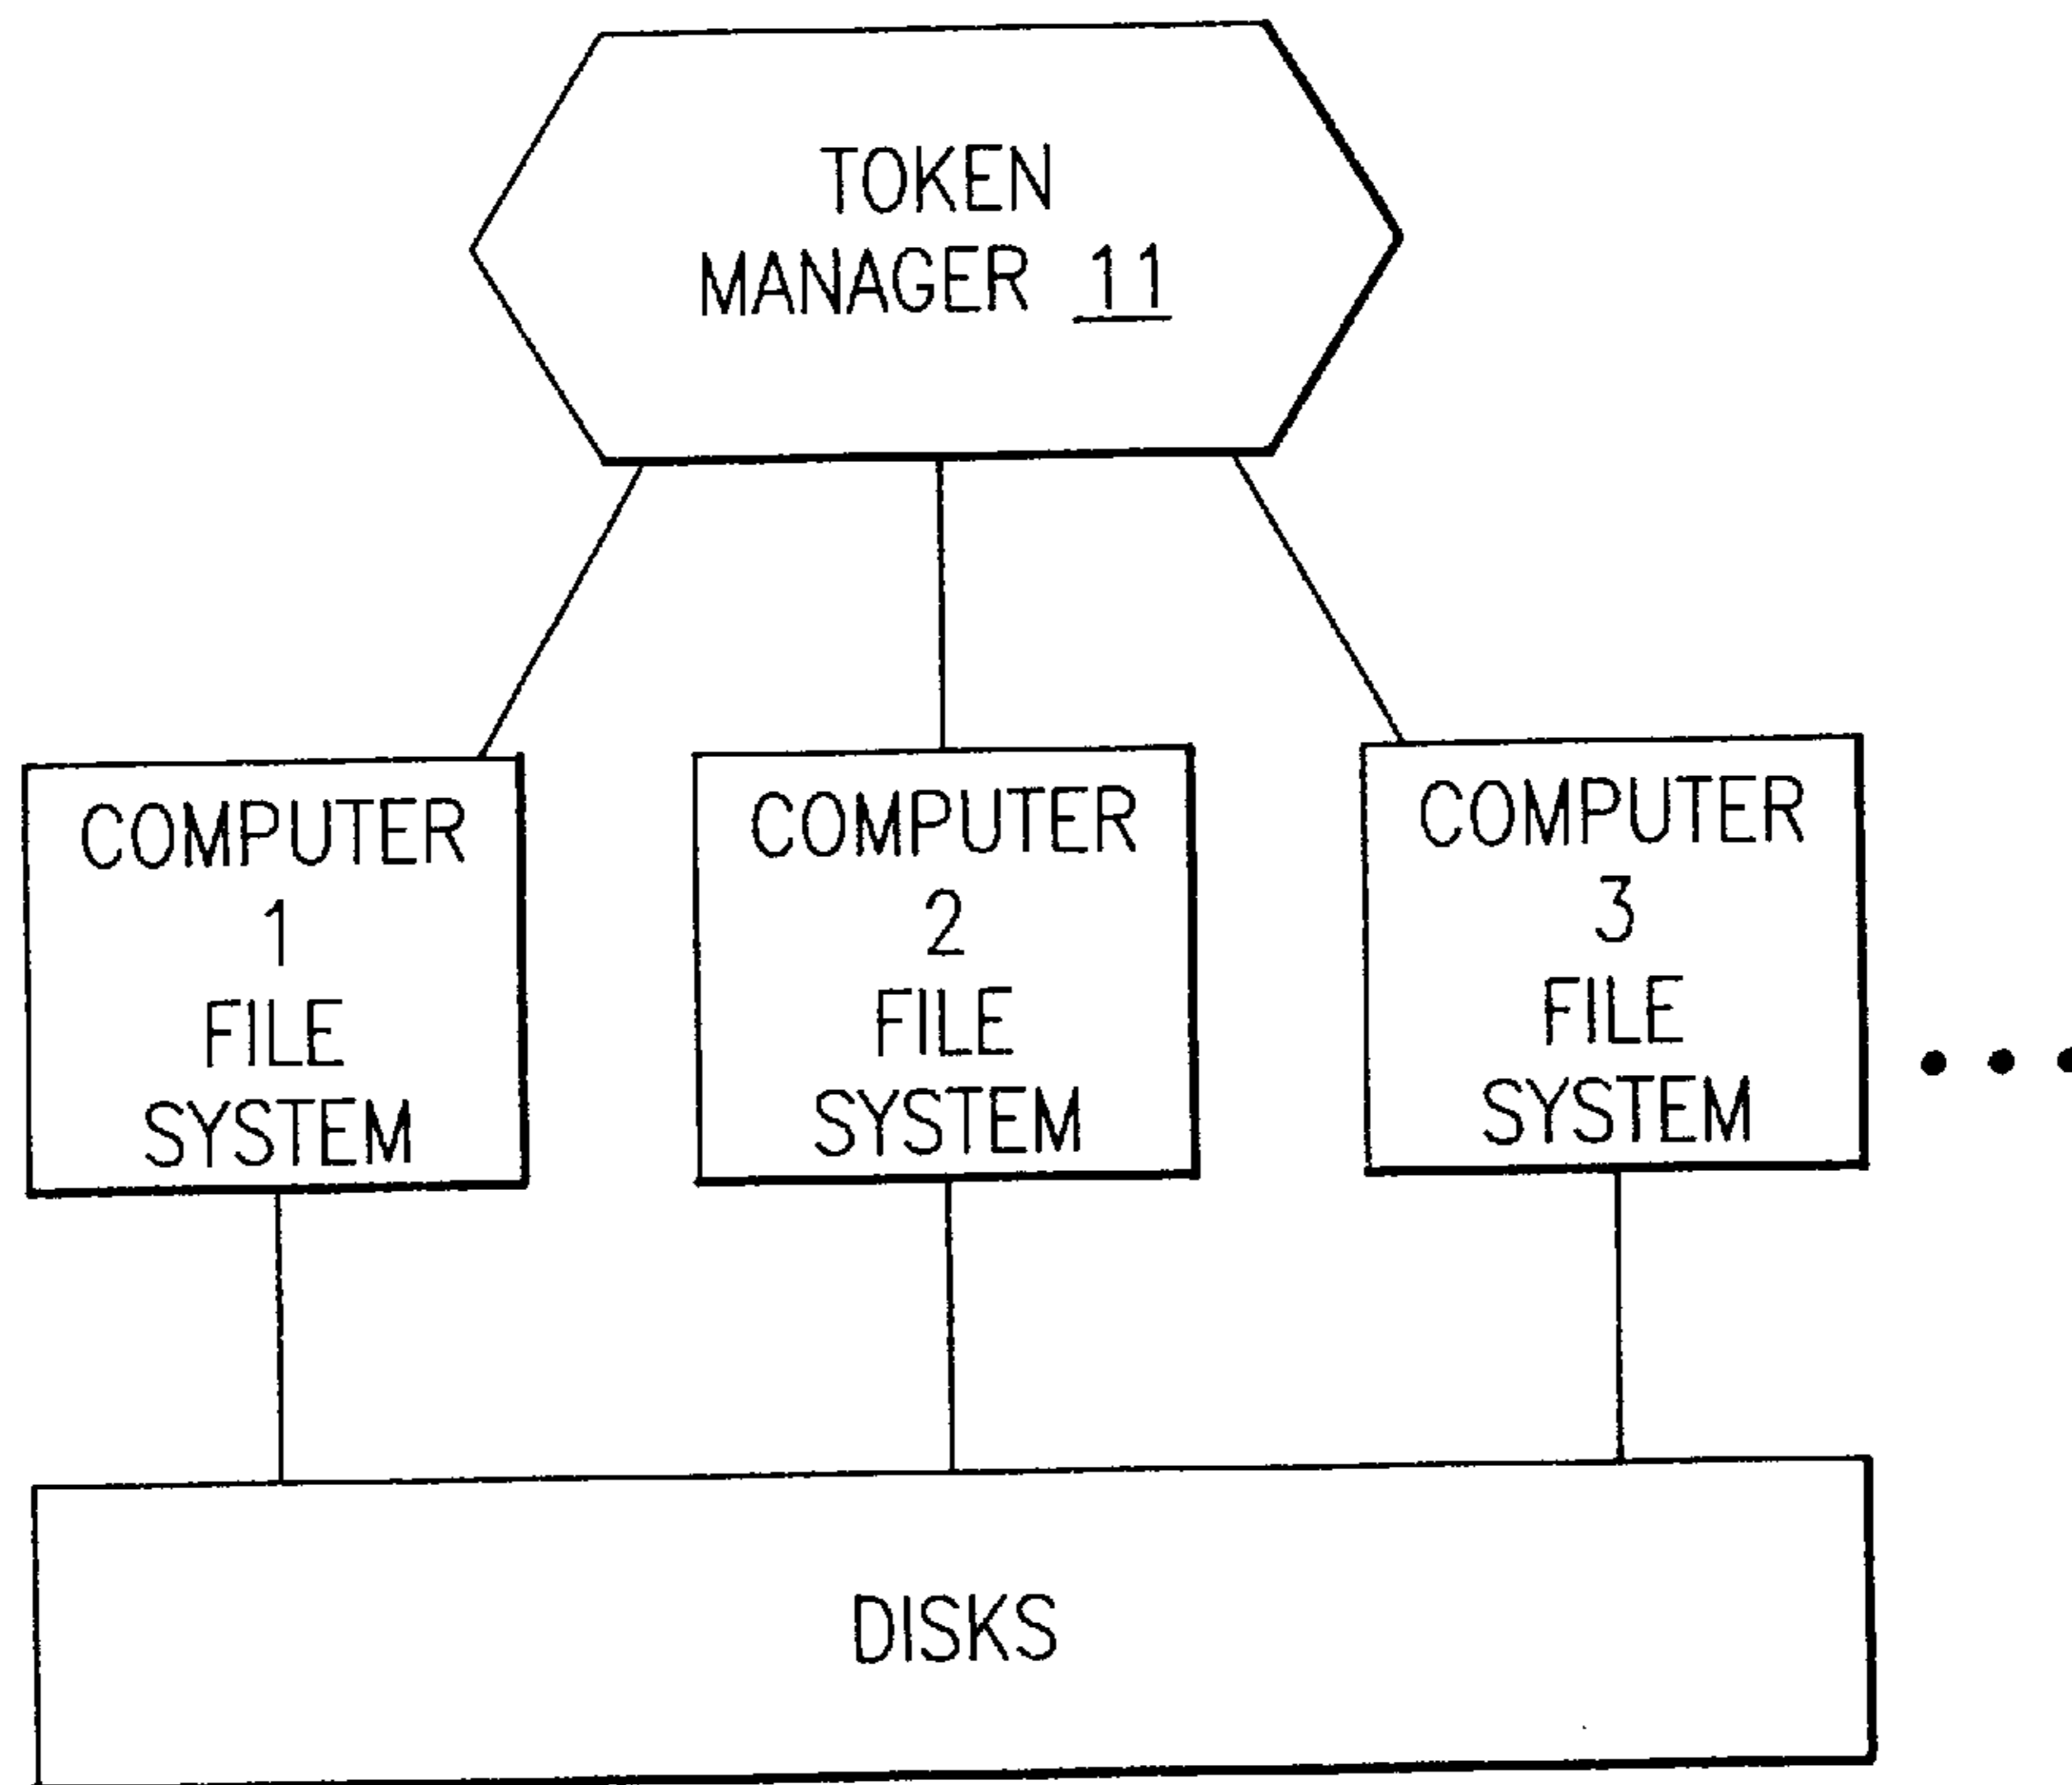 TOKEN
MANAGER 11
COMPUTER
1
FILE
SYSTEM
COMPUTER
2
FILE
SYSTEM
COMPUTER
3
FILE
SYSTEM
DISKS